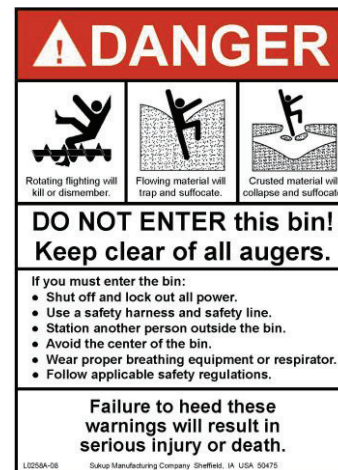 DANGER
Rotating flighting will
kill or dismember.
Flowing material will
trap and suffocate.
Crusted material will
collapse and suffocate
DO NOT ENTER this bin!
Keep clear of all augers.
If you must enter the bin:
● Shut off and lock out all power.
● Use a safety harness and safety line.
● Station another person outside the bin.
● Avoid the center of the bin.
● Wear proper breathing equipment or respirator.
● Follow applicable safety regulations.
Failure to heed these
warnings will result in
serious injury or death.
L0258A-08 Sukup Manufacturing Company Sheffield, IA USA 50475